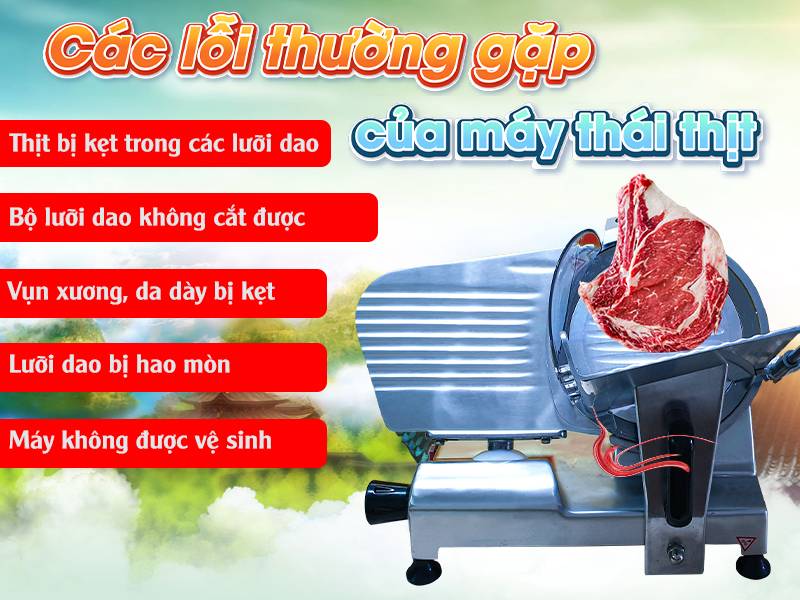 Các lỗi thường gặp
của máy thái thịt
Thịt bị kẹt trong các lưỡi dao
Bộ lưỡi dao không cắt được
Vụn xương, da dày bị kẹt
Lưỡi dao bị hao mòn
Máy không được vệ sinh